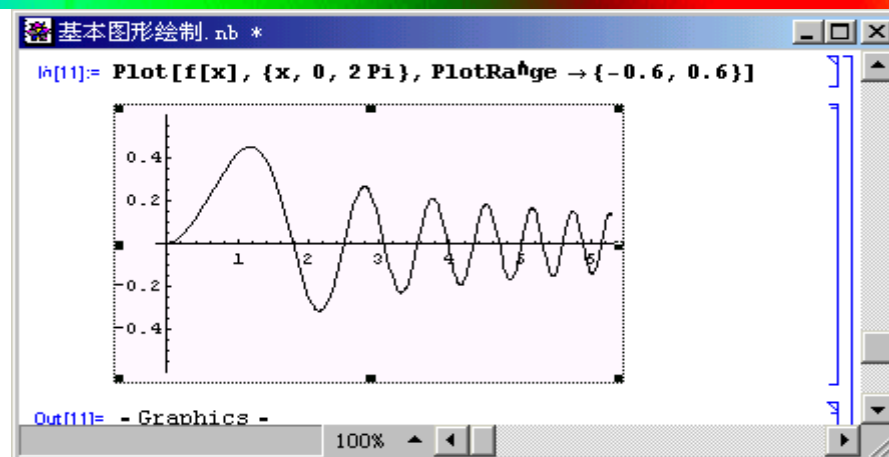 基本图形绘制.nb *
In[11]:= Plot[f[x], {x, 0, 2 Pi}, PlotRange → {-0.6, 0.6}]
0.4
0.2
1 2 3 4 5 6
-0.2
-0.4
Out[11]= - Graphics -
100%